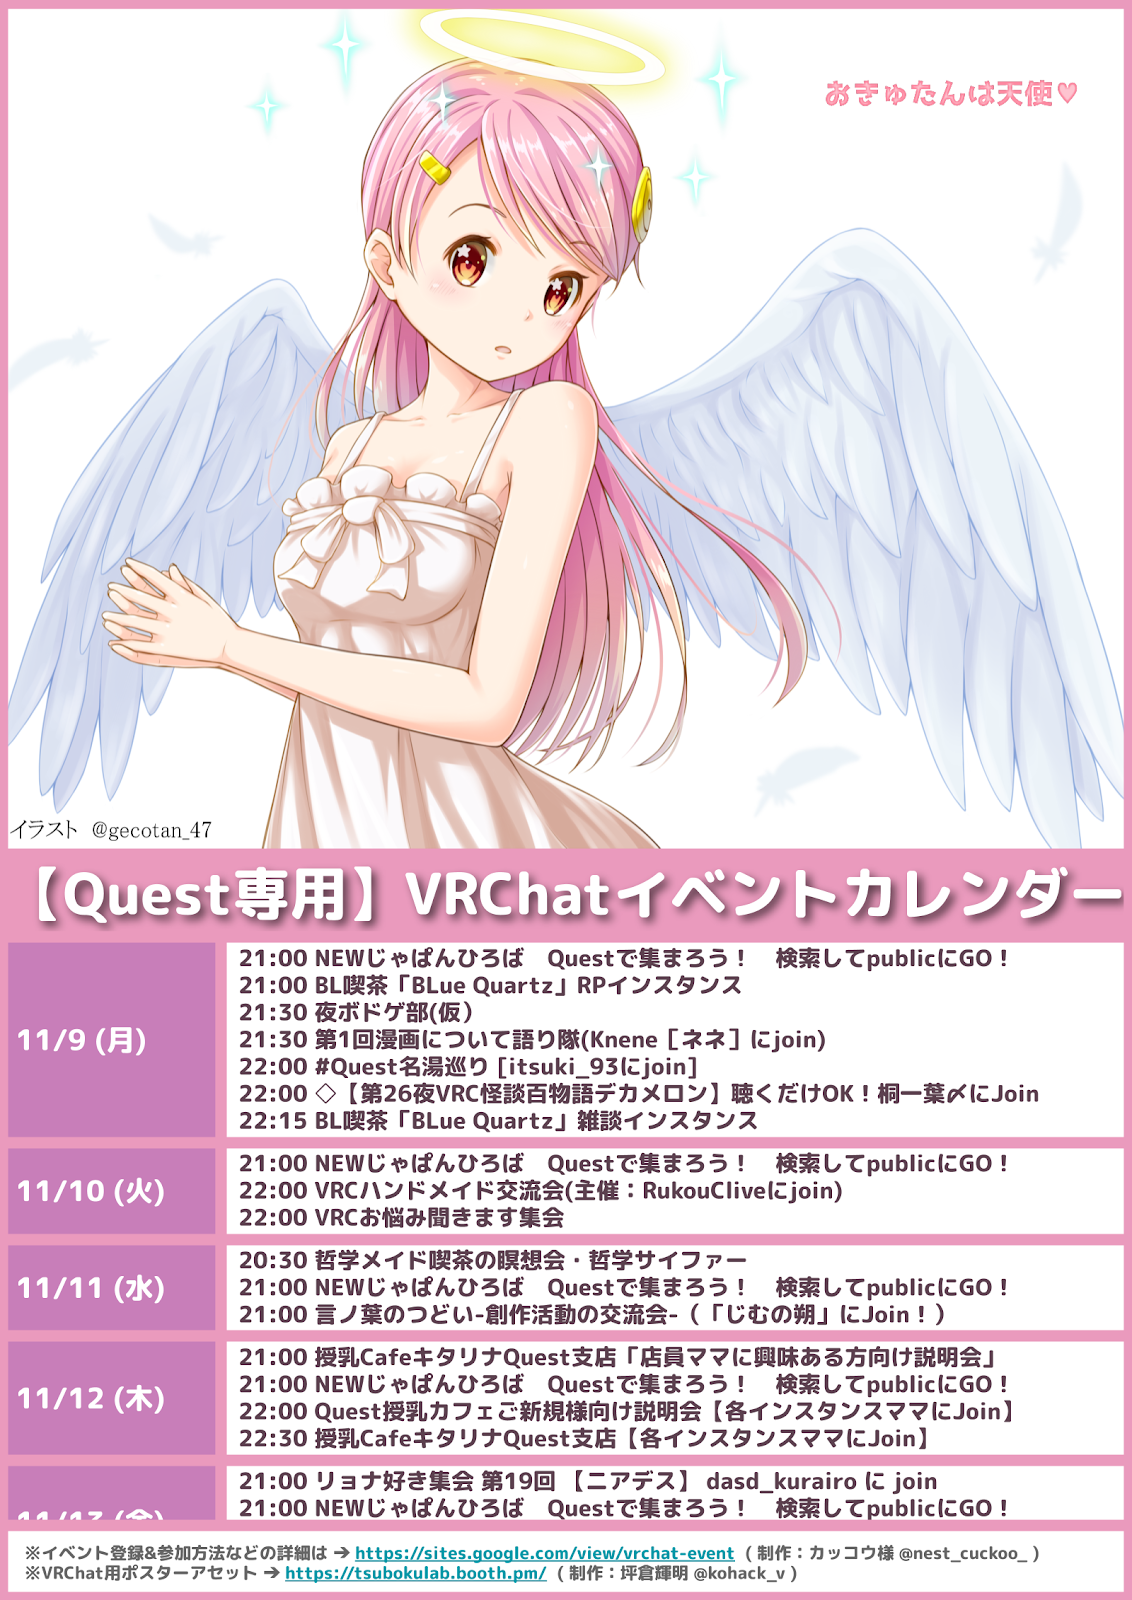 おきゅたんは天使♥
イラスト @gecotan_47
【Quest専用】VRChatイベントカレンダー
11/9 (月)
21:00 NEWじゃぱんひろば　Questで集まろう！　検索してpublicにGO！
21:00 BL喫茶「BLue Quartz」RPインスタンス
21:30 夜ボドゲ部(仮）
21:30 第1回漫画について語り隊(Knene［ネネ］にjoin)
22:00 #Quest名湯巡り [itsuki_93にjoin]
22:00 ◇【第26夜VRC怪談百物語デカメロン】聴くだけOK！桐一葉〆にJoin
22:15 BL喫茶「BLue Quartz」雑談インスタンス
11/10 (火)
21:00 NEWじゃぱんひろば　Questで集まろう！　検索してpublicにGO！
22:00 VRCハンドメイド交流会(主催：RukouCliveにjoin)
22:00 VRCお悩み聞きます集会
11/11 (水)
20:30 哲学メイド喫茶の瞑想会・哲学サイファー
21:00 NEWじゃぱんひろば　Questで集まろう！　検索してpublicにGO！
21:00 言ノ葉のつどい-創作活動の交流会-（「じむの朔」にJoin！）
11/12 (木)
21:00 授乳CafeキタリナQuest支店「店員ママに興味ある方向け説明会」
21:00 NEWじゃぱんひろば　Questで集まろう！　検索してpublicにGO！
22:00 Quest授乳カフェご新規様向け説明会【各インスタンスママにJoin】
22:30 授乳CafeキタリナQuest支店【各インスタンスママにJoin】
11/13 (金)
21:00 リョナ好き集会 第19回 【ニアデス】 dasd_kurairo に join
21:00 NEWじゃぱんひろば　Questで集まろう！　検索してpublicにGO！
※イベント登録&参加方法などの詳細は ➔ https://sites.google.com/view/vrchat-event （制作：カッコウ様 @nest_cuckoo_ ）
※VRChat用ポスターアセット ➔ https://tsubokulab.booth.pm/ （制作：坪倉輝明 @kohack_v ）